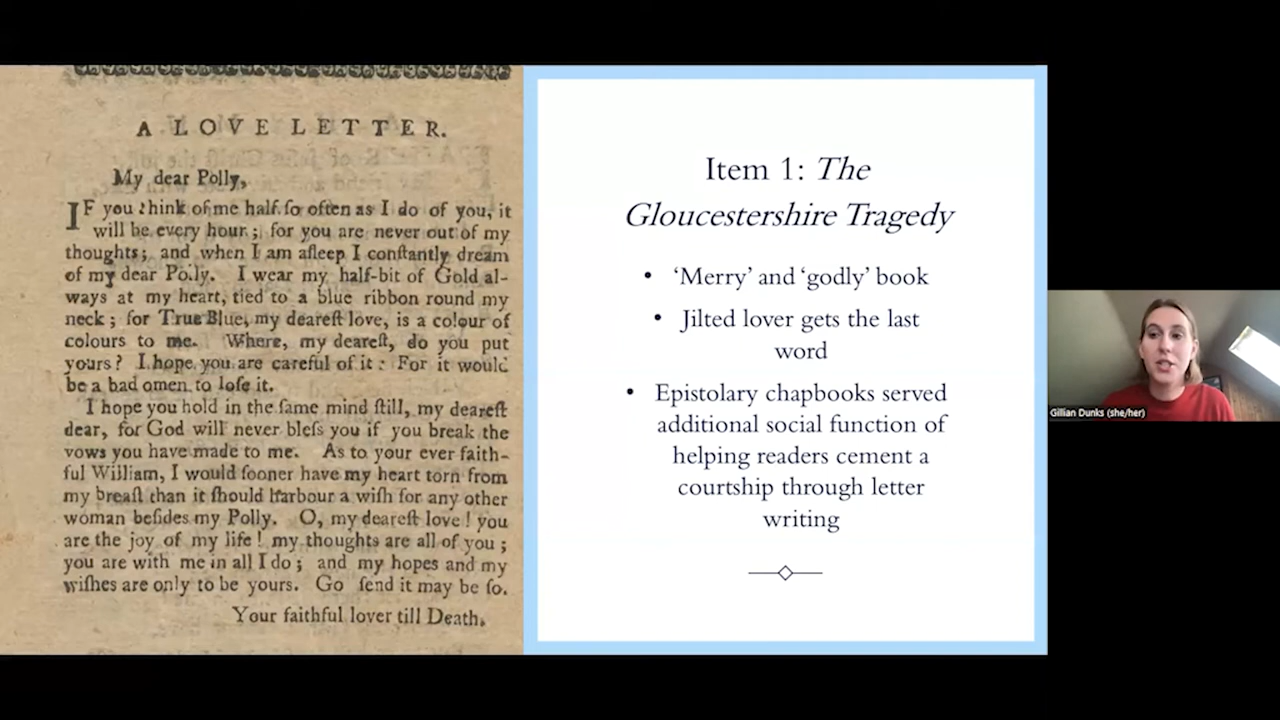 A LOVE LETTER.
My dear Polly,
IF you think of me half ſo often as I do of you, it
will be every hour; for you are never out of my
thoughts; and when I am aſleep I conſtantly dream
of my dear Polly. I wear my half-bit of Gold al-
ways at my heart, tied to a blue ribbon round my
neck; for True Blue, my deareſt love, is a colour of
colours to me. Where, my deareſt, do you put
yours? I hope you are careful of it: For it would
be a bad omen to loſe it.
I hope you hold in the ſame mind ſtill, my deareſt
dear, for God will never bleſs you if you break the
vows you have made to me. As to your ever faith-
ful William, I would ſooner have my heart torn from
my breaſt than it ſhould harbour a wiſh for any other
woman beſides my Polly. O, my deareſt love! you
are the joy of my life! my thoughts are all of you;
you are with me in all I do; and my hopes and my
wiſhes are only to be yours. Go ſend it may be ſo.
Your faithful lover till Death.
Item 1: The
Gloucestershire Tragedy
• ‘Merry’ and ‘godly’ book
• Jilted lover gets the last
word
• Epistolary chapbooks served
additional social function of
helping readers cement a
courtship through letter
writing
Gillian Dunks (she/her)